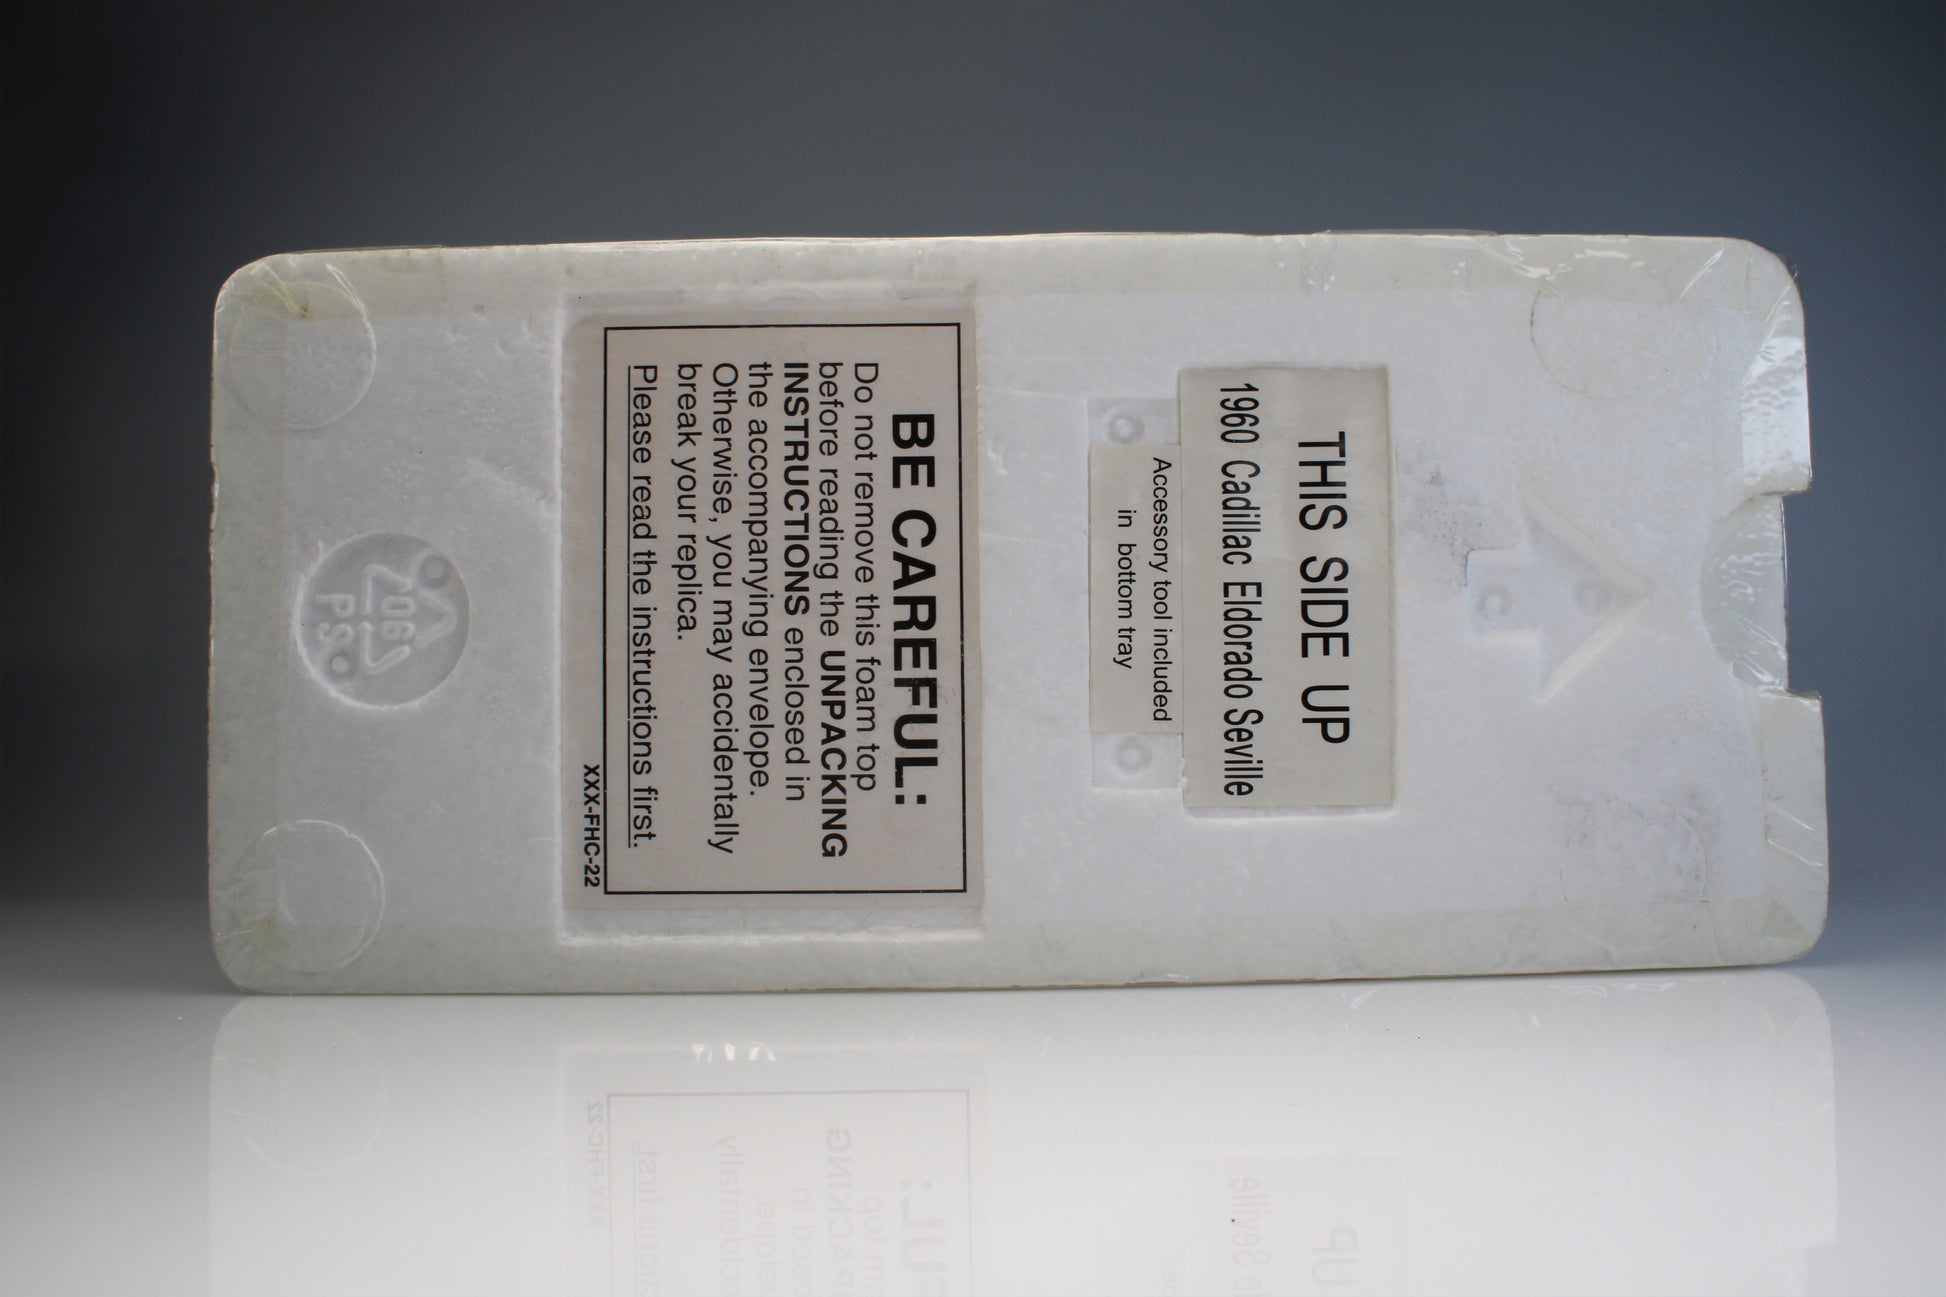 THIS SIDE UP
1960 Cadillac Eldorado Seville
Accessory tool included
in bottom tray
BE CAREFUL:
Do not remove this foam top
before reading the UNPACKING
INSTRUCTIONS enclosed in
the accompanying envelope.
Otherwise, you may accidentally
break your replica.
Please read the instructions first.
XXX-FHC-22
06
PS